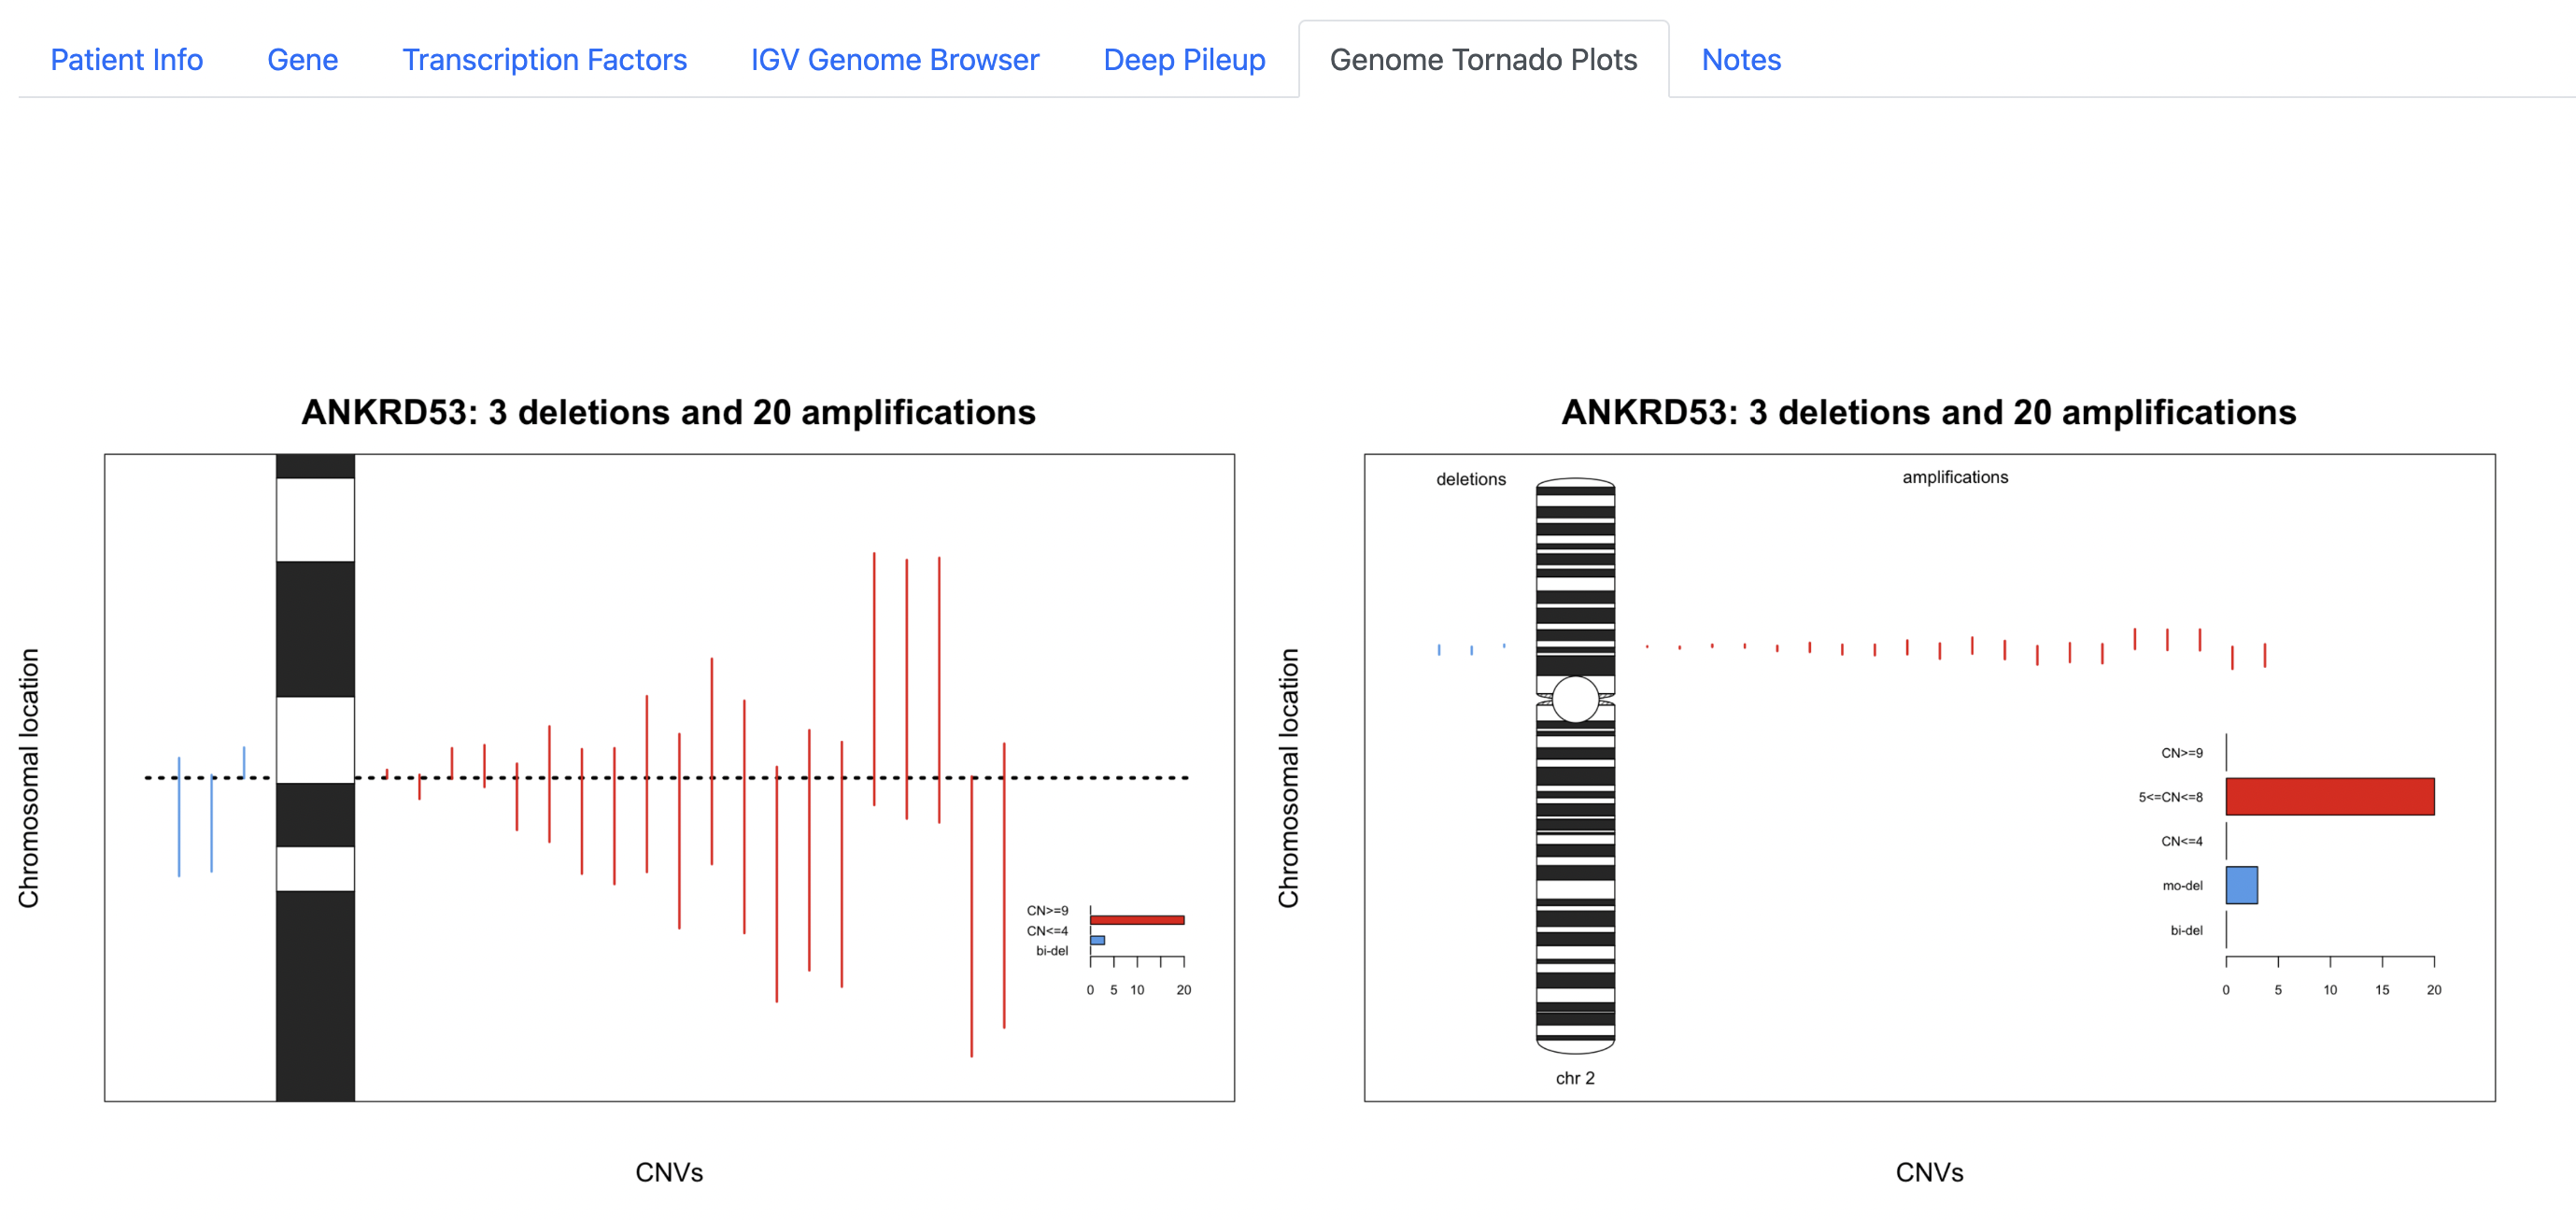 Patient Info Gene Transcription Factors IGV Genome Browser Deep Pileup Genome Tornado Plots Notes
ANKRD53: 3 deletions and 20 amplifications
Chromosomal location
CN>=9
CN<=4
bi-del
0 5 10 20
CNVs
ANKRD53: 3 deletions and 20 amplifications
deletions
amplifications
Chromosomal location
CN>=9
5<=CN<=8
CN<=4
mo-del
bi-del
0 5 10 15 20
chr 2
CNVs